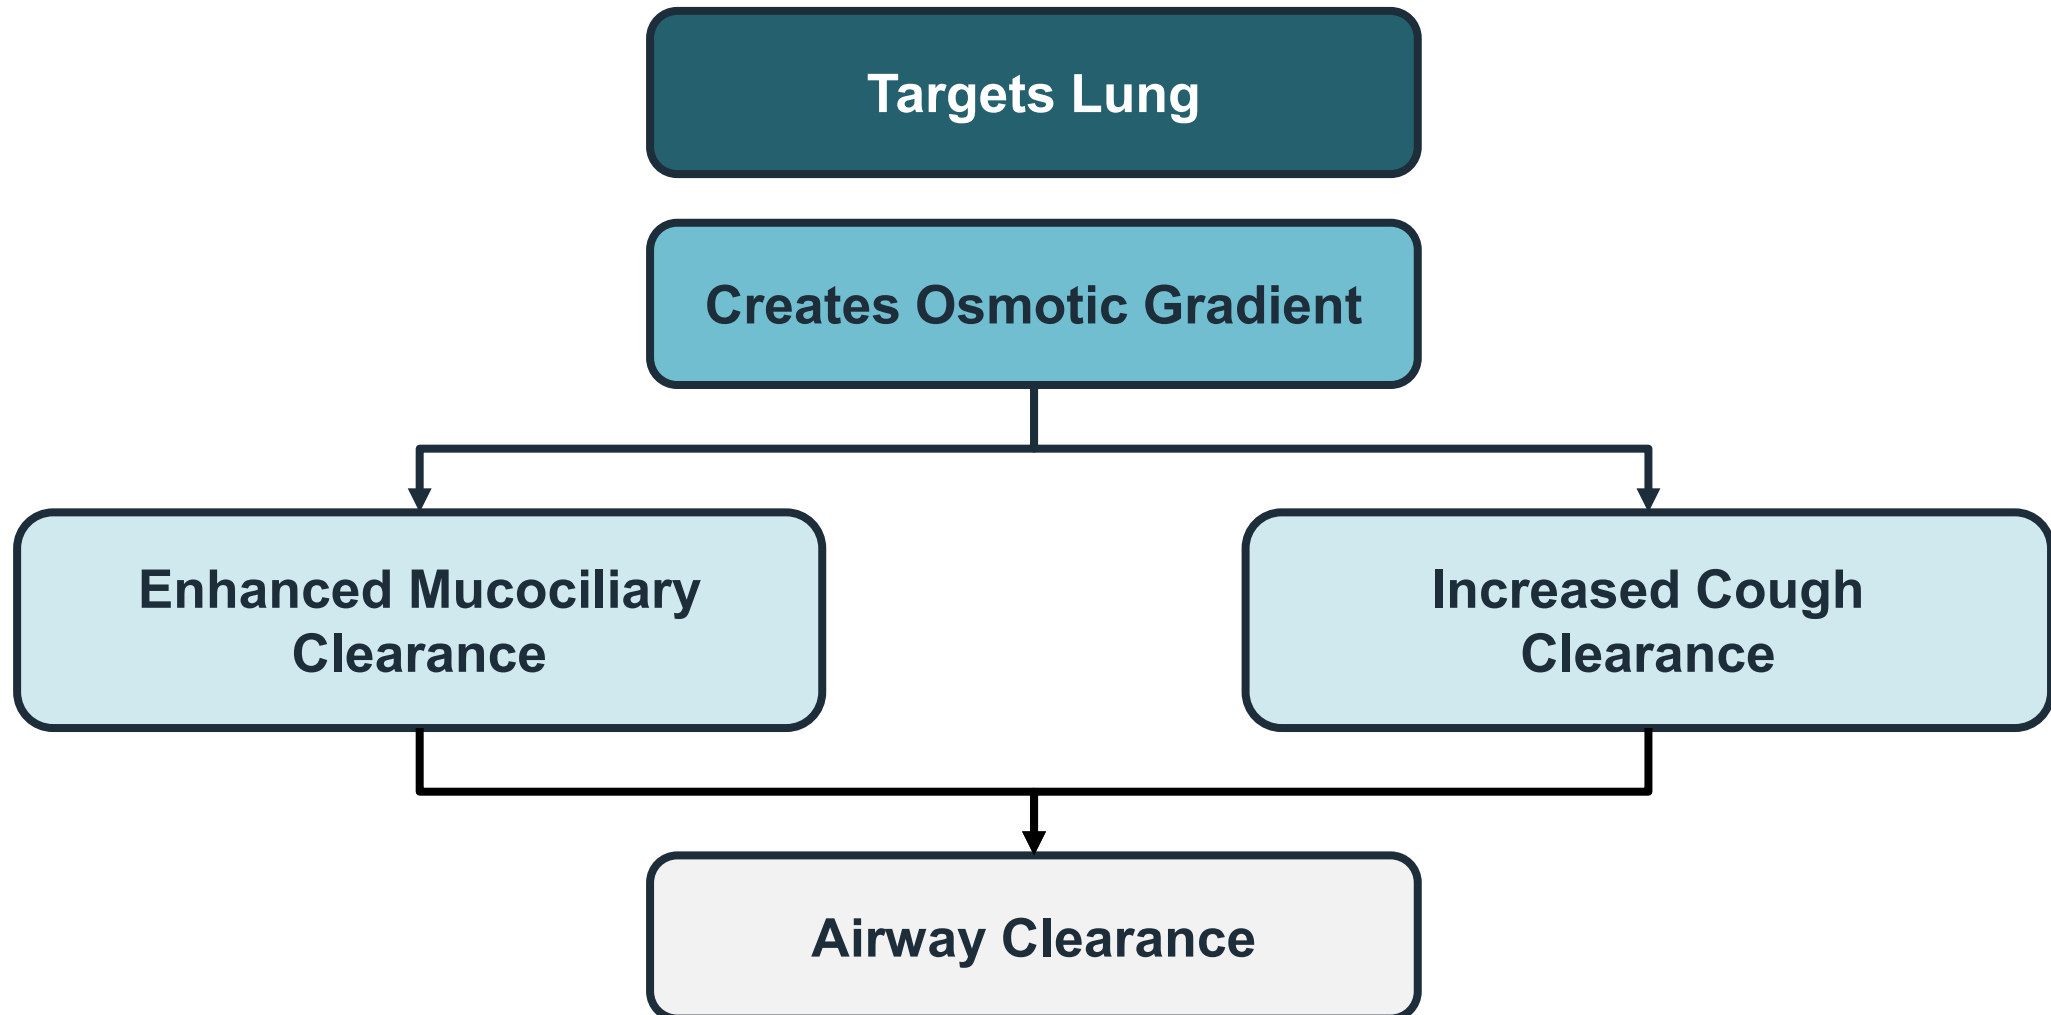 Targets Lung
Creates Osmotic Gradient
Enhanced Mucociliary
Clearance
Increased Cough
Clearance
Airway Clearance